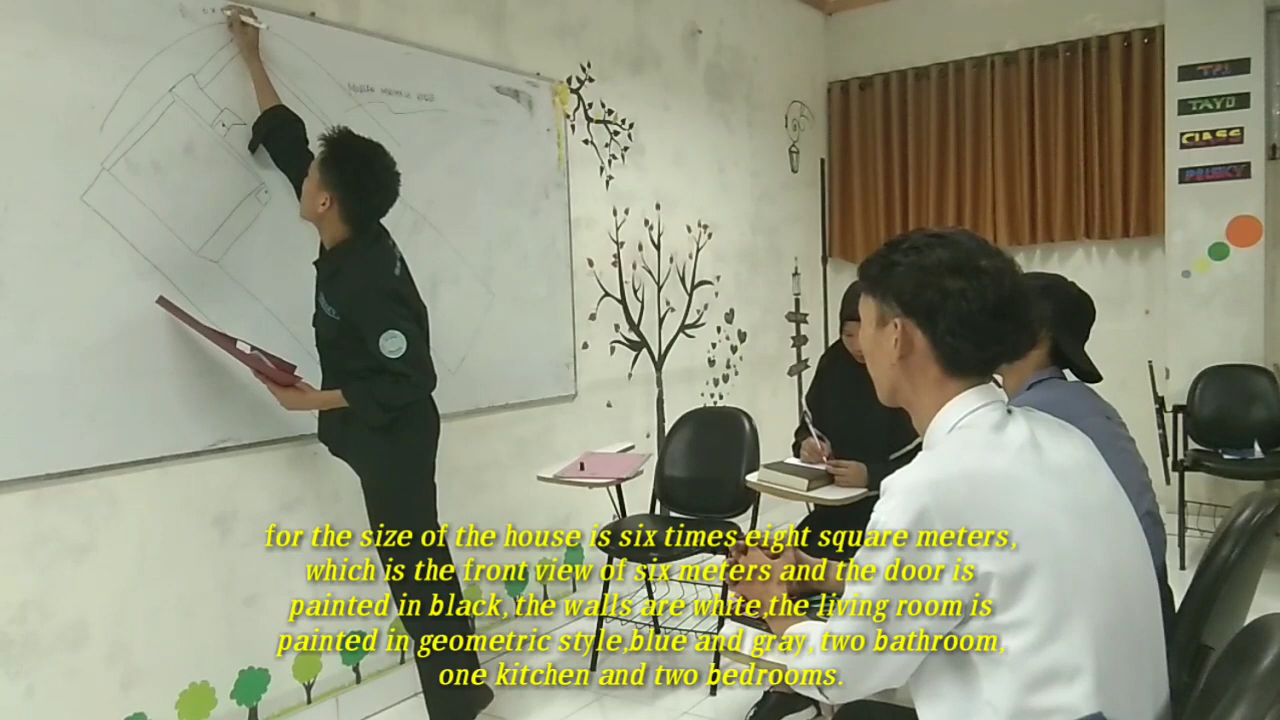 TAYO
CLASS
for the size of the house is six times eight square meters,
which is the front view of six meters and the door is
painted in black, the walls are white,the living room is
painted in geometric style,blue and gray, two bathroom,
one kitchen and two bedrooms.